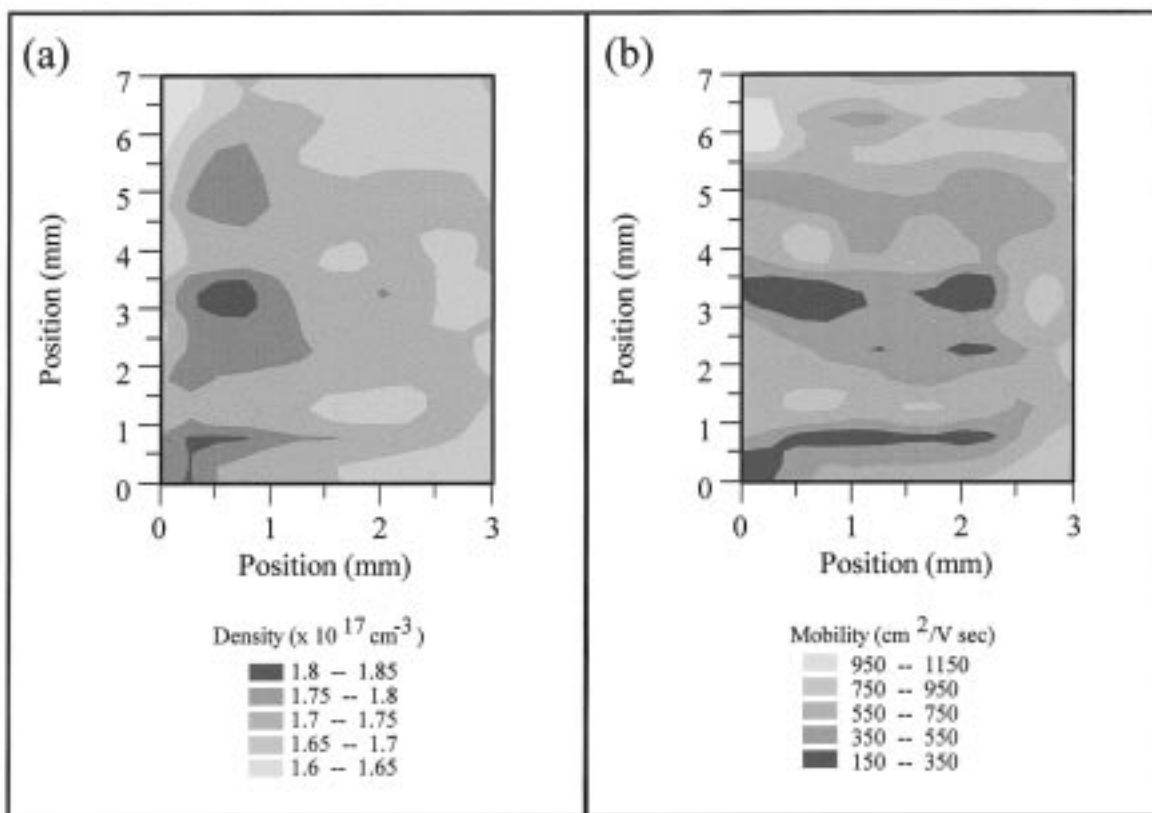 (a)
7
6
5
4
3
2
1
0
Position (mm)
0 1 2 3
Position (mm)
Density (x 10 17 cm-3)
1.8 -- 1.85
1.75 -- 1.8
1.7 -- 1.75
1.65 -- 1.7
1.6 -- 1.65
(b)
7
6
5
4
3
2
1
0
Position (mm)
0 1 2 3
Position (mm)
Mobility (cm 2/V sec)
950 -- 1150
750 -- 950
550 -- 750
350 -- 550
150 -- 350